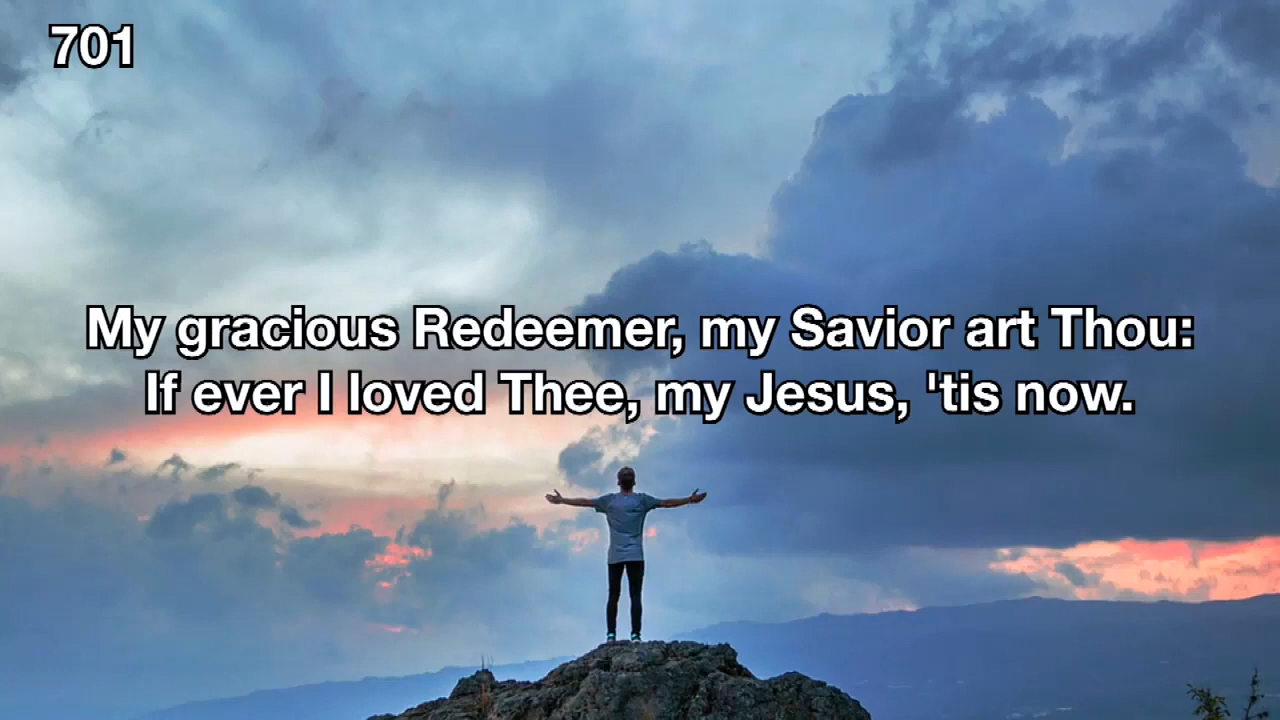 701
My gracious Redeemer, my Savior art Thou:
If ever I loved Thee, my Jesus, 'tis now.